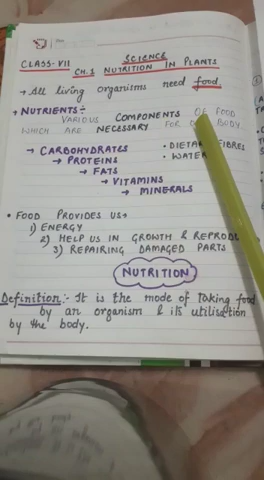 SCIENCE
CLASS-VII
CH.1 NUTRITION IN PLANTS
→ All living organisms need food.
→ NUTRIENTS÷
VARIOUS COMPONENTS OF FOOD
WHICH ARE NECESSARY FOR BODY
→ CARBOHYDRATES
→ PROTEINS
→ FATS
→ VITAMINS
→ MINERALS
• WATER
• FOOD PROVIDES US→
1) ENERGY
2) HELP US IN GROWTH &
3) REPAIRING DAMAGED PARTS
NUTRITION
Definition:- It is the mode of taking food
by an organism & its utilisation
by the body.